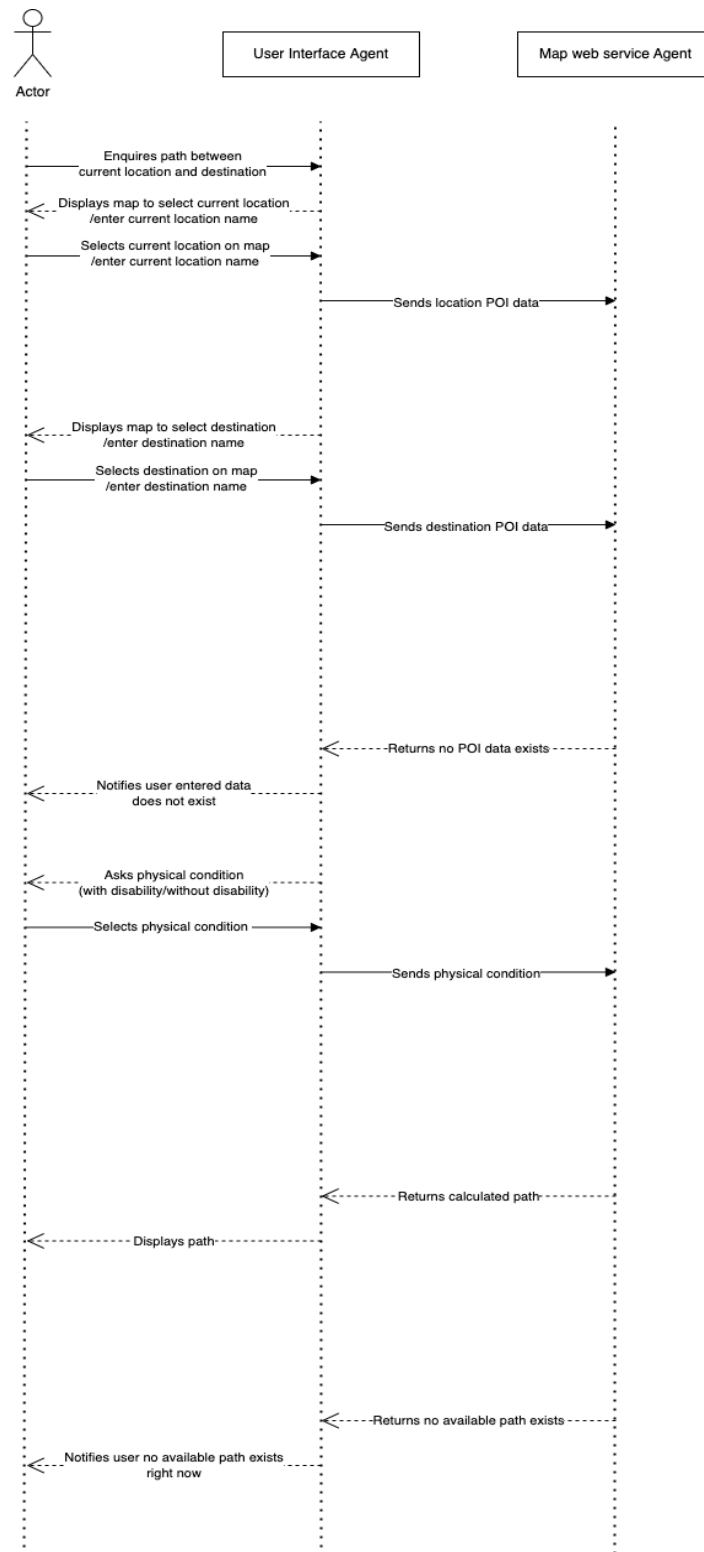 User Interface Agent
Map web service Agent
Actor
Enquires path between
current location and destination
Displays map to select current location
/enter current location name
Selects current location on map
/enter current location name
Sends location POI data
Displays map to select destination
/enter destination name
Selects destination on map
/enter destination name
Sends destination POI data
Returns no POI data exists
Notifies user entered data
does not exist
Asks physical condition
(with disability/without disability)
Selects physical condition
Sends physical condition
Returns calculated path
Displays path
Returns no available path exists
Notifies user no available path exists
right now